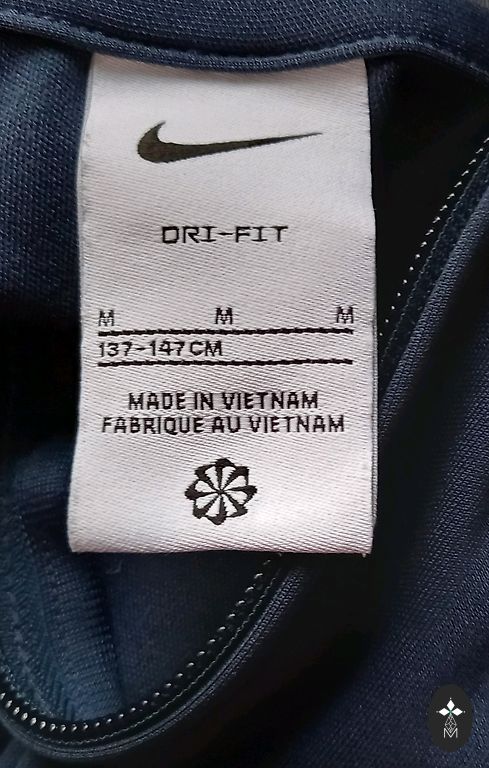 DRI-FIT
M M M
137-147CM
MADE IN VIETNAM
FABRIQUE AU VIETNAM
M